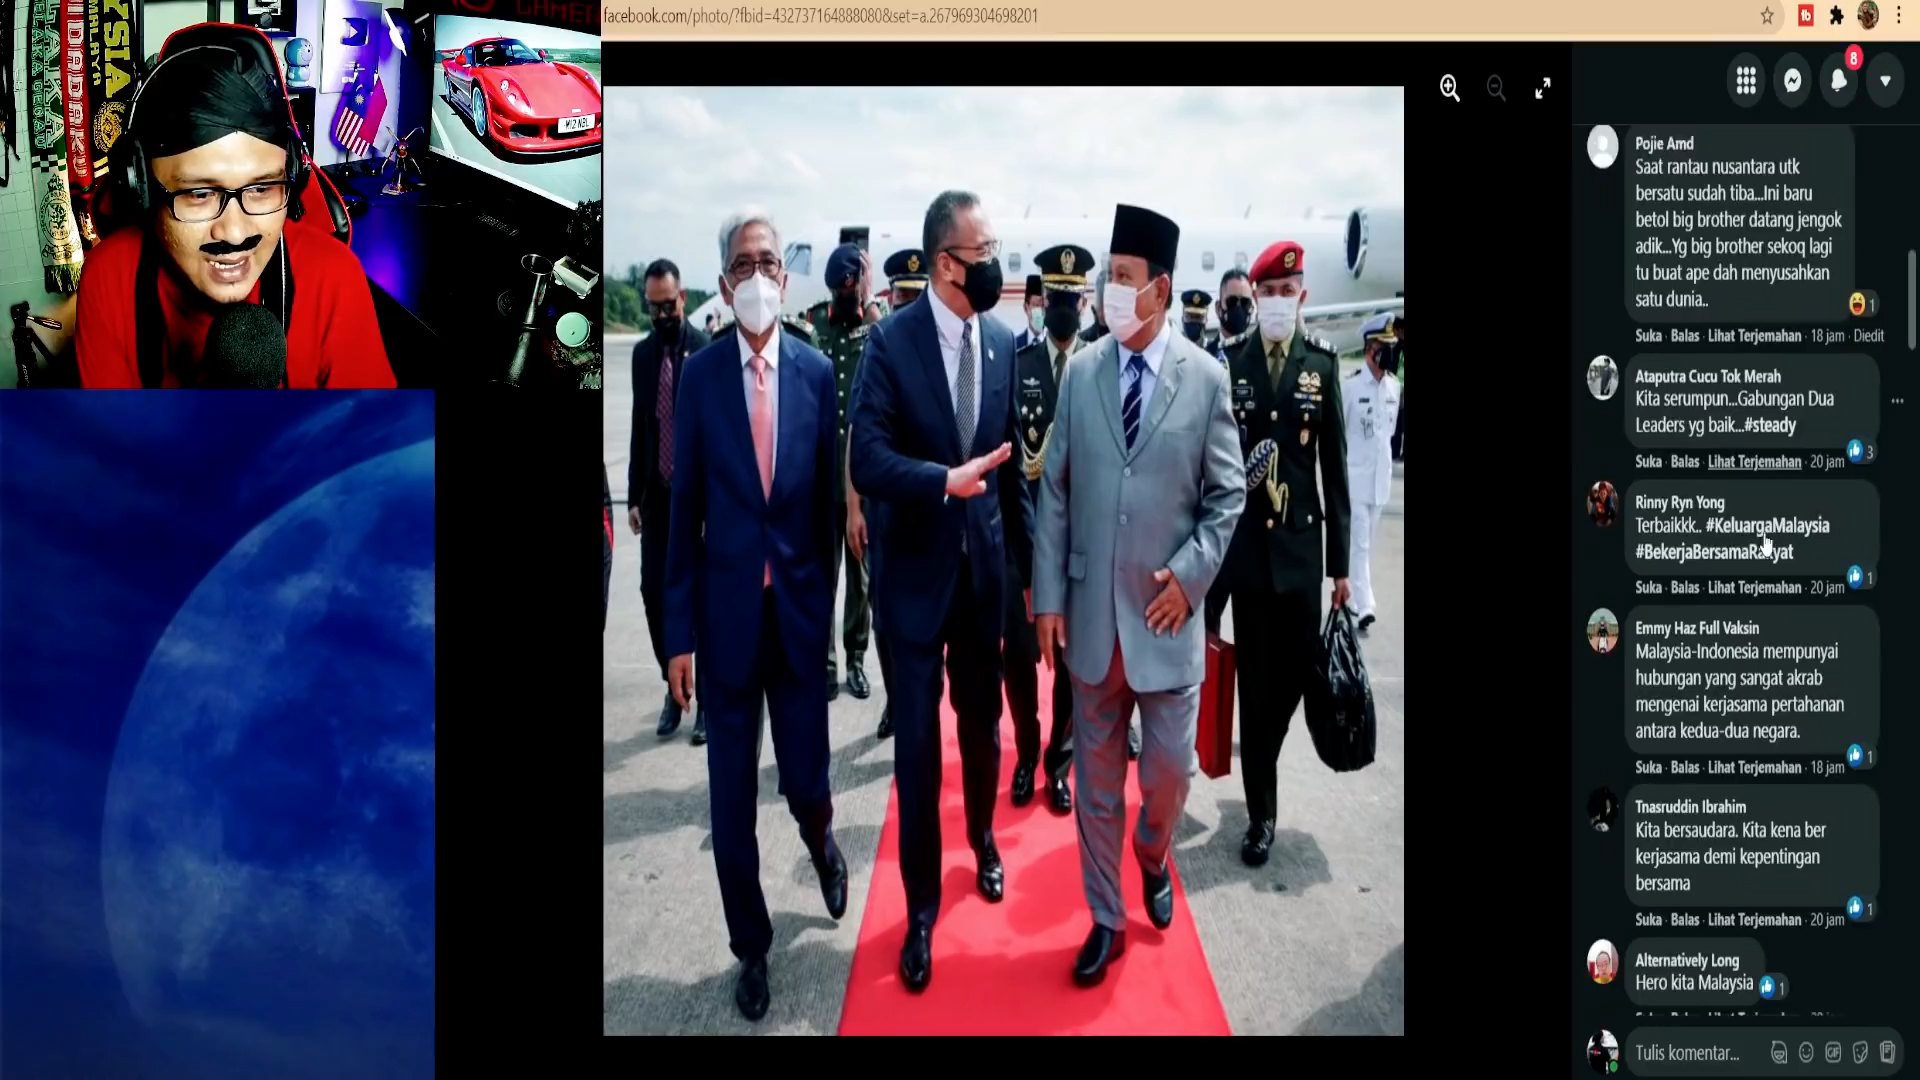 facebook.com/photo/?fbid=4327371648888080&set=a.267969304698201
YSIA
MALAYA
M12 NBL
8
Pojie Amd
Saat rantau nusantara utk
bersatu sudah tiba...Ini baru
betol big brother datang jengok
adik...Yg big brother sekoq lagi
tu buat ape dah menyusahkan
satu dunia..
1
Suka · Balas · Lihat Terjemahan · 18 jam · Diedit
Ataputra Cucu Tok Merah
Kita serumpun...Gabungan Dua
Leaders yg baik...#steady
3
Suka · Balas · Lihat Terjemahan · 20 jam
Rinny Ryn Yong
Terbaikkk.. #KeluargaMalaysia
#BekerjaBersamaRakyat
1
Suka · Balas · Lihat Terjemahan · 20 jam
Emmy Haz Full Vaksin
Malaysia-Indonesia mempunyai
hubungan yang sangat akrab
mengenai kerjasama pertahanan
antara kedua-dua negara.
1
Suka · Balas · Lihat Terjemahan · 18 jam
Tnasruddin Ibrahim
Kita bersaudara. Kita kena ber
kerjasama demi kepentingan
bersama
1
Suka · Balas · Lihat Terjemahan · 20 jam
Alternatively Long
Hero kita Malaysia
1
Tulis komentar...
GIF